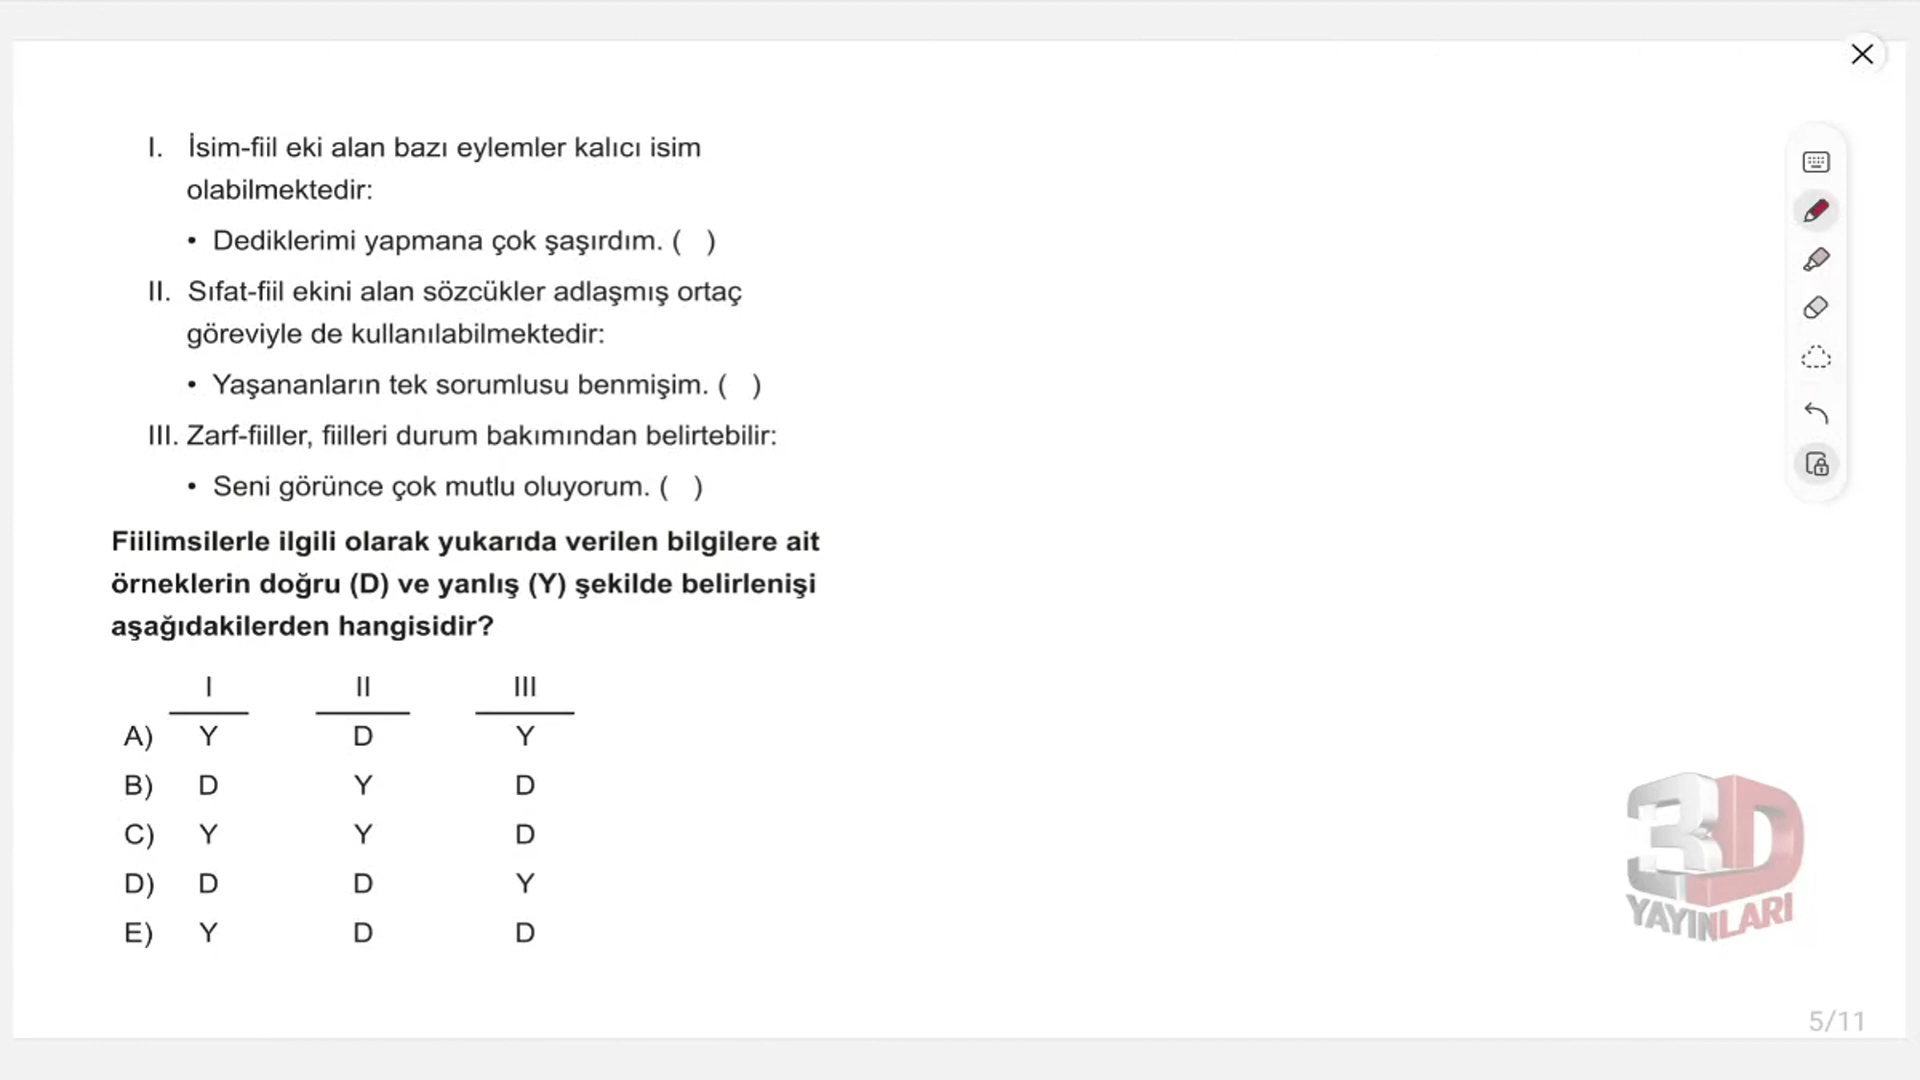 I. İsim-fiil eki alan bazı eylemler kalıcı isim
olabilmektedir:
• Dediklerimi yapmana çok şaşırdım. ( )
II. Sıfat-fiil ekini alan sözcükler adlaşmış ortaç
göreviyle de kullanılabilmektedir:
• Yaşananların tek sorumlusu benmişim. ( )
III. Zarf-fiiller, fiilleri durum bakımından belirtebilir:
• Seni görünce çok mutlu oluyorum. ( )
Fiilimsilerle ilgili olarak yukarıda verilen bilgilere ait
örneklerin doğru (D) ve yanlış (Y) şekilde belirlenişi
aşağıdakilerden hangisidir?
I II III
A) Y D Y
B) D Y D
C) Y Y D
D) D D Y
E) Y D D
3D
YAYINLARI
5/11